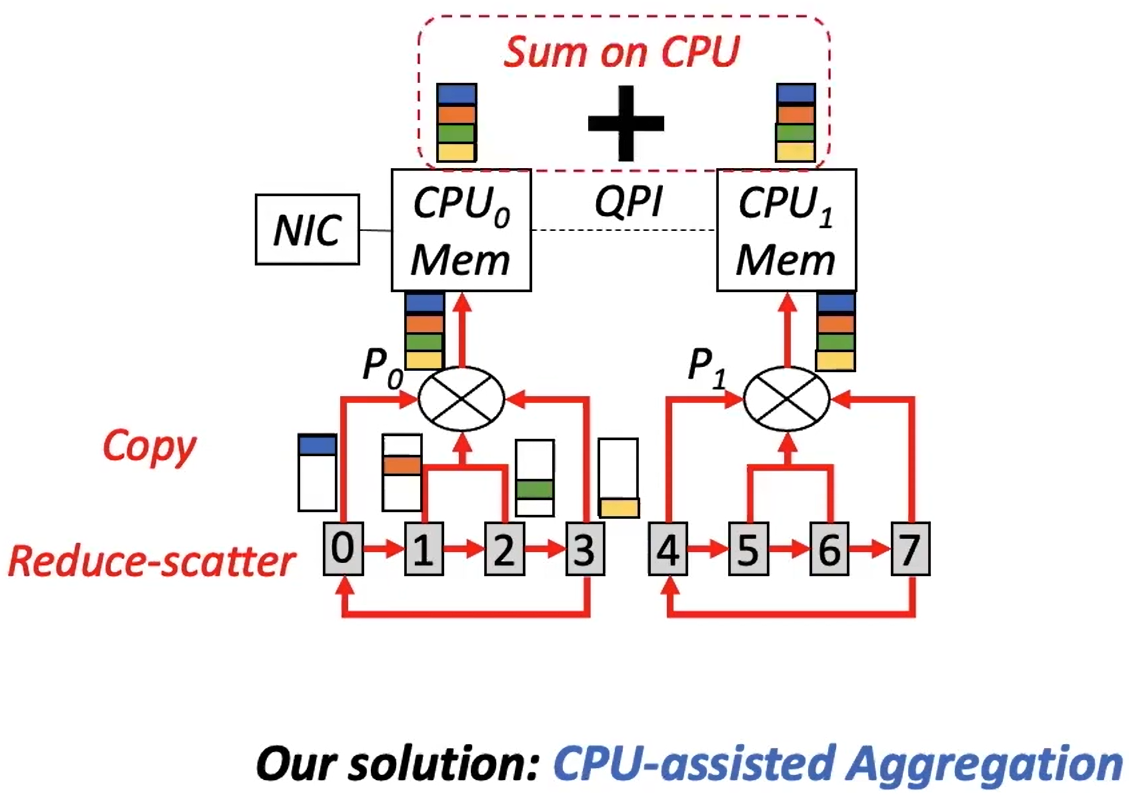 Sum on CPU
NIC
CPU0
Mem
QPI
CPU1
Mem
P0
P1
Copy
Reduce-scatter
0 1 2 3 4 5 6 7
Our solution: CPU-assisted Aggregation